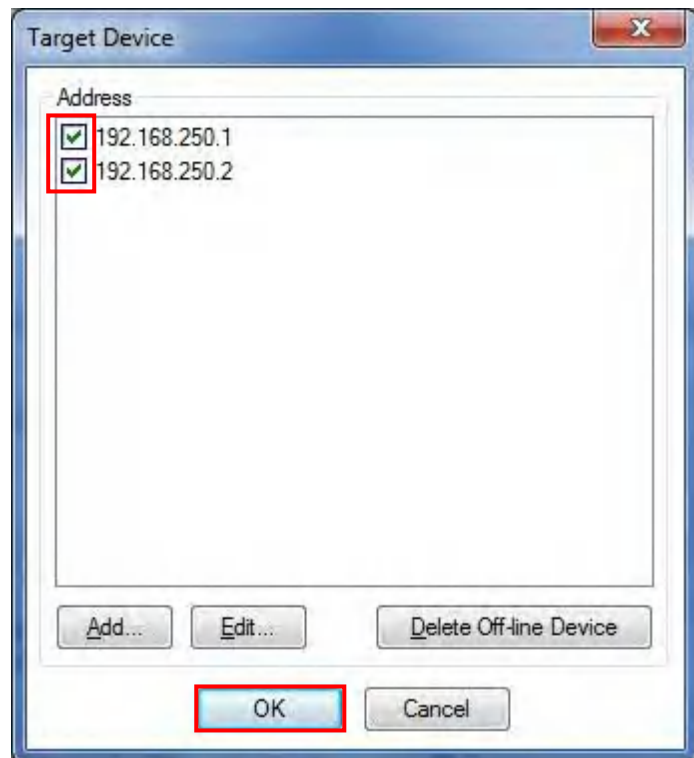 Target Device
Address
192.168.250.1
192.168.250.2
Add... Edit... Delete Off-line Device
OK Cancel